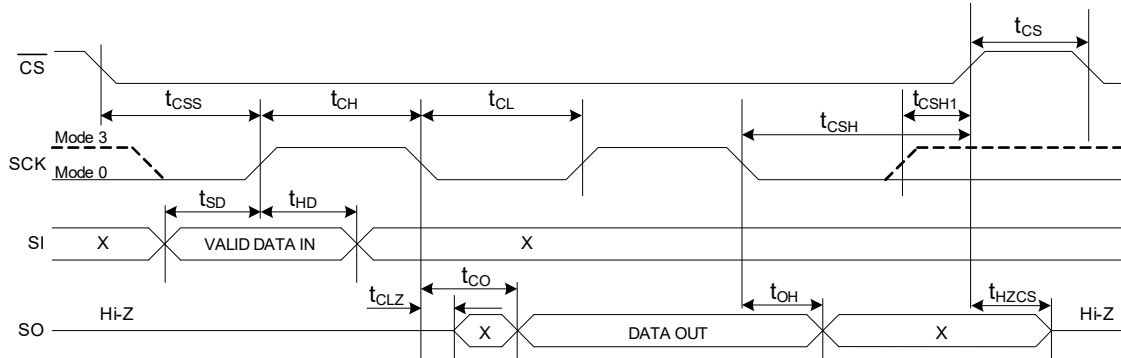 tCS
CS
tCSS
tCH
tCL
tCSH1
tCSH
Mode 3
SCK
Mode 0
tSD
tHD
SI
X
VALID DATA IN
X
tCO
tCLZ
tOH
tHZCS
SO
Hi-Z
X
DATA OUT
X
Hi-Z